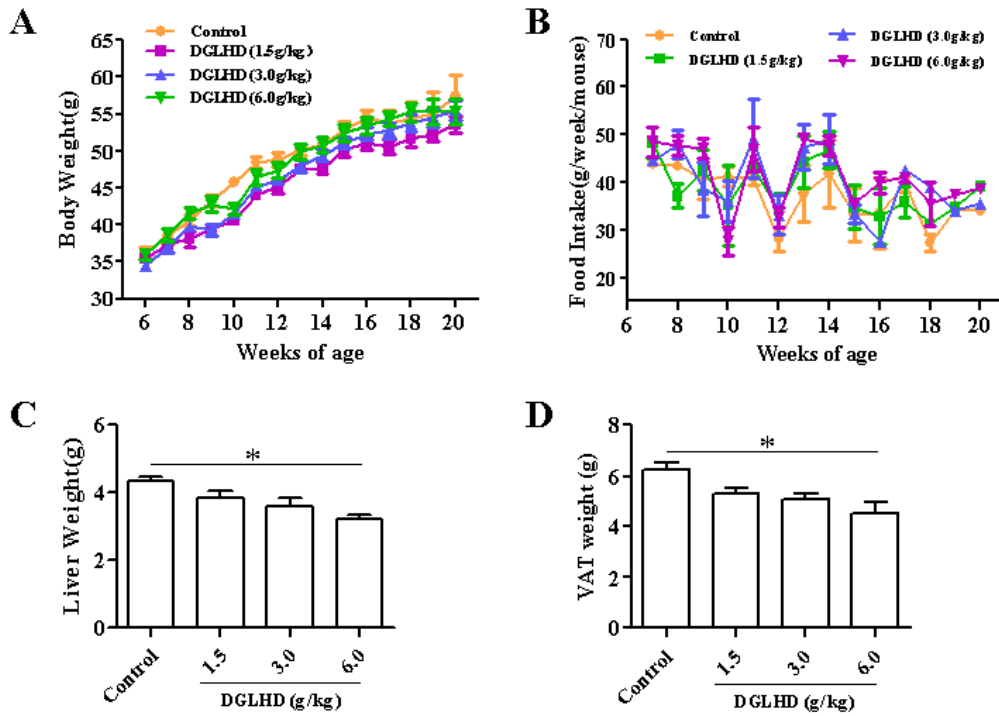 A
Control
DGLHD (1.5g/kg)
DGLHD (3.0g/kg)
DGLHD (6.0g/kg)
65
60
55
50
45
40
35
30
Body Weight(g)
6 8 10 12 14 16 18 20
Weeks of age
B
Control
DGLHD (1.5g/kg)
DGLHD (3.0g/kg)
DGLHD (6.0g/kg)
70
60
50
40
30
20
Food Intake(g/week/mouse)
6 8 10 12 14 16 18 20
Weeks of age
C
6
4
2
0
Liver Weight(g)
*
Control 1.5 3.0 6.0
DGLHD (g/kg)
D
8
6
4
2
0
VAT weight (g)
*
Control 1.5 3.0 6.0
DGLHD (g/kg)